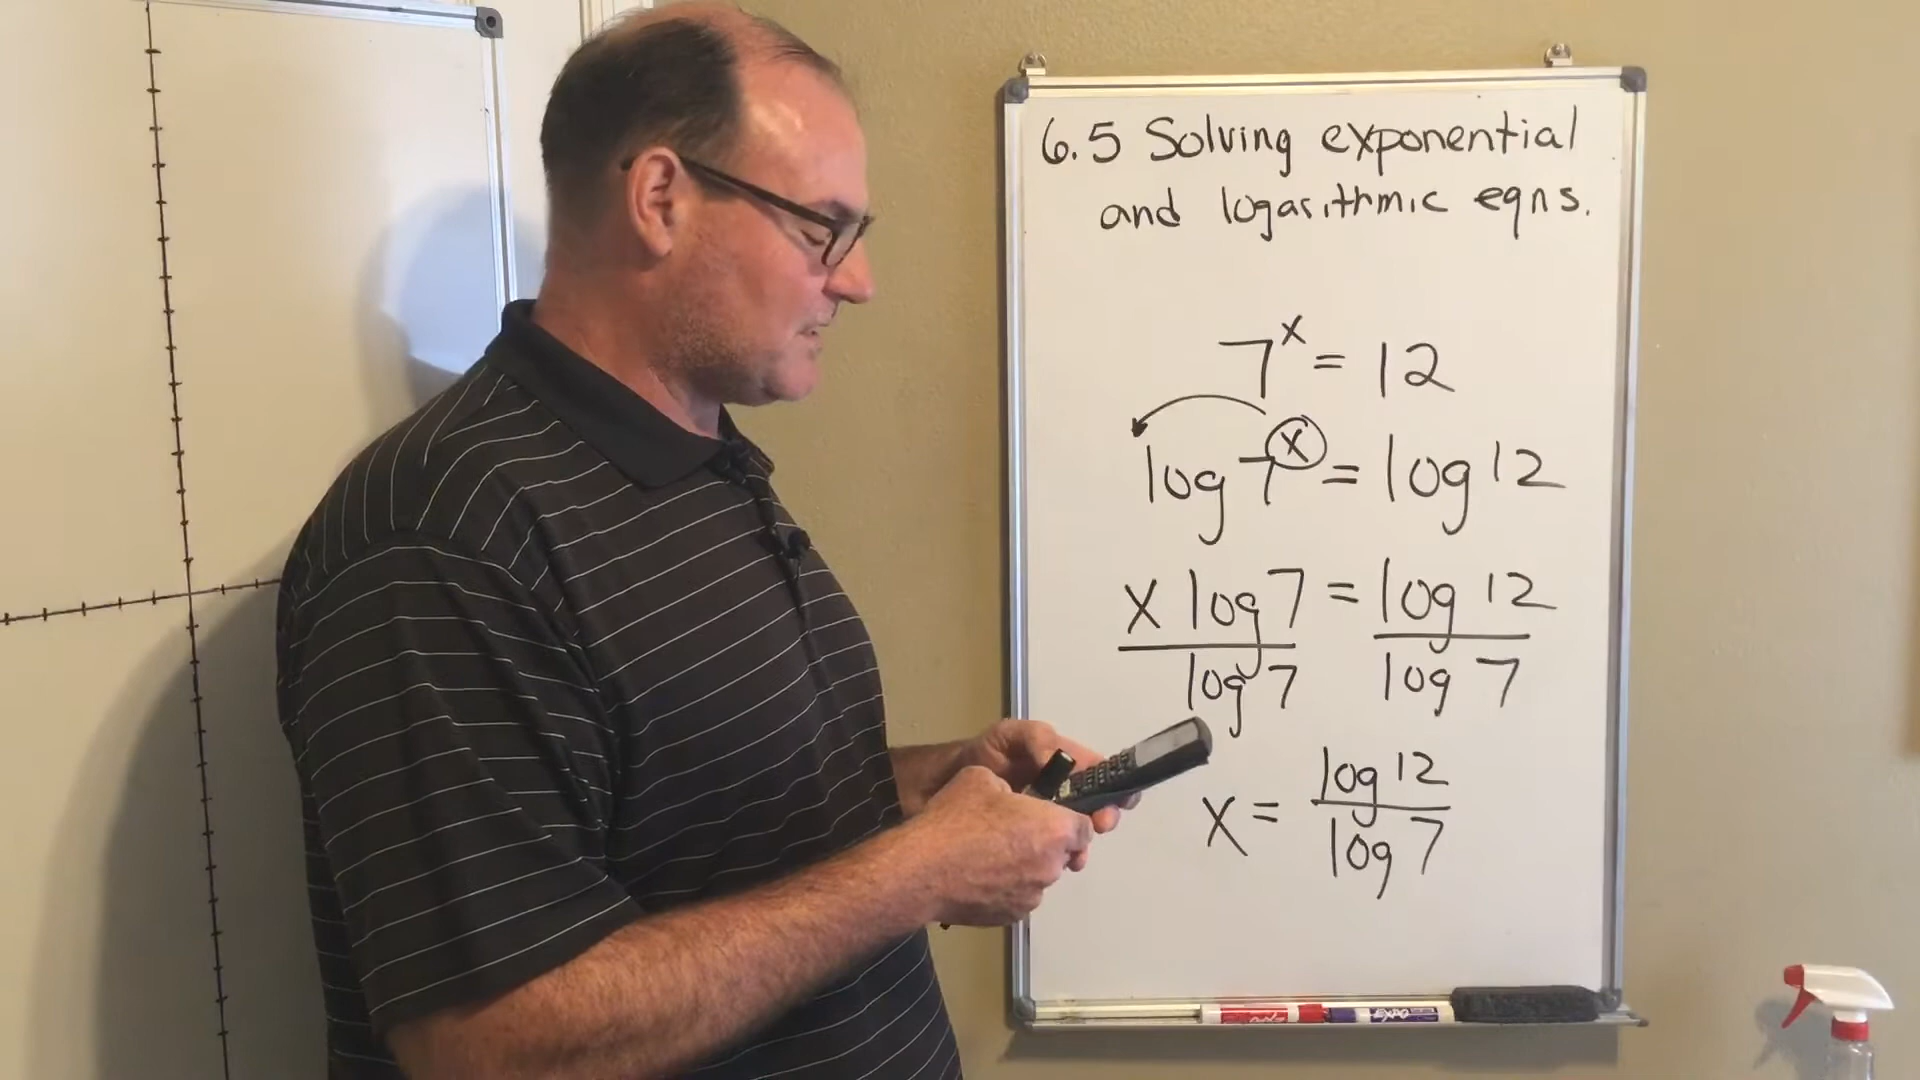 6.5 Solving exponential
and logarithmic eqns.
7^x = 12
log 7^x = log 12
x log 7 = log 12
log 7 log 7
x = log 12
log 7
EXPO